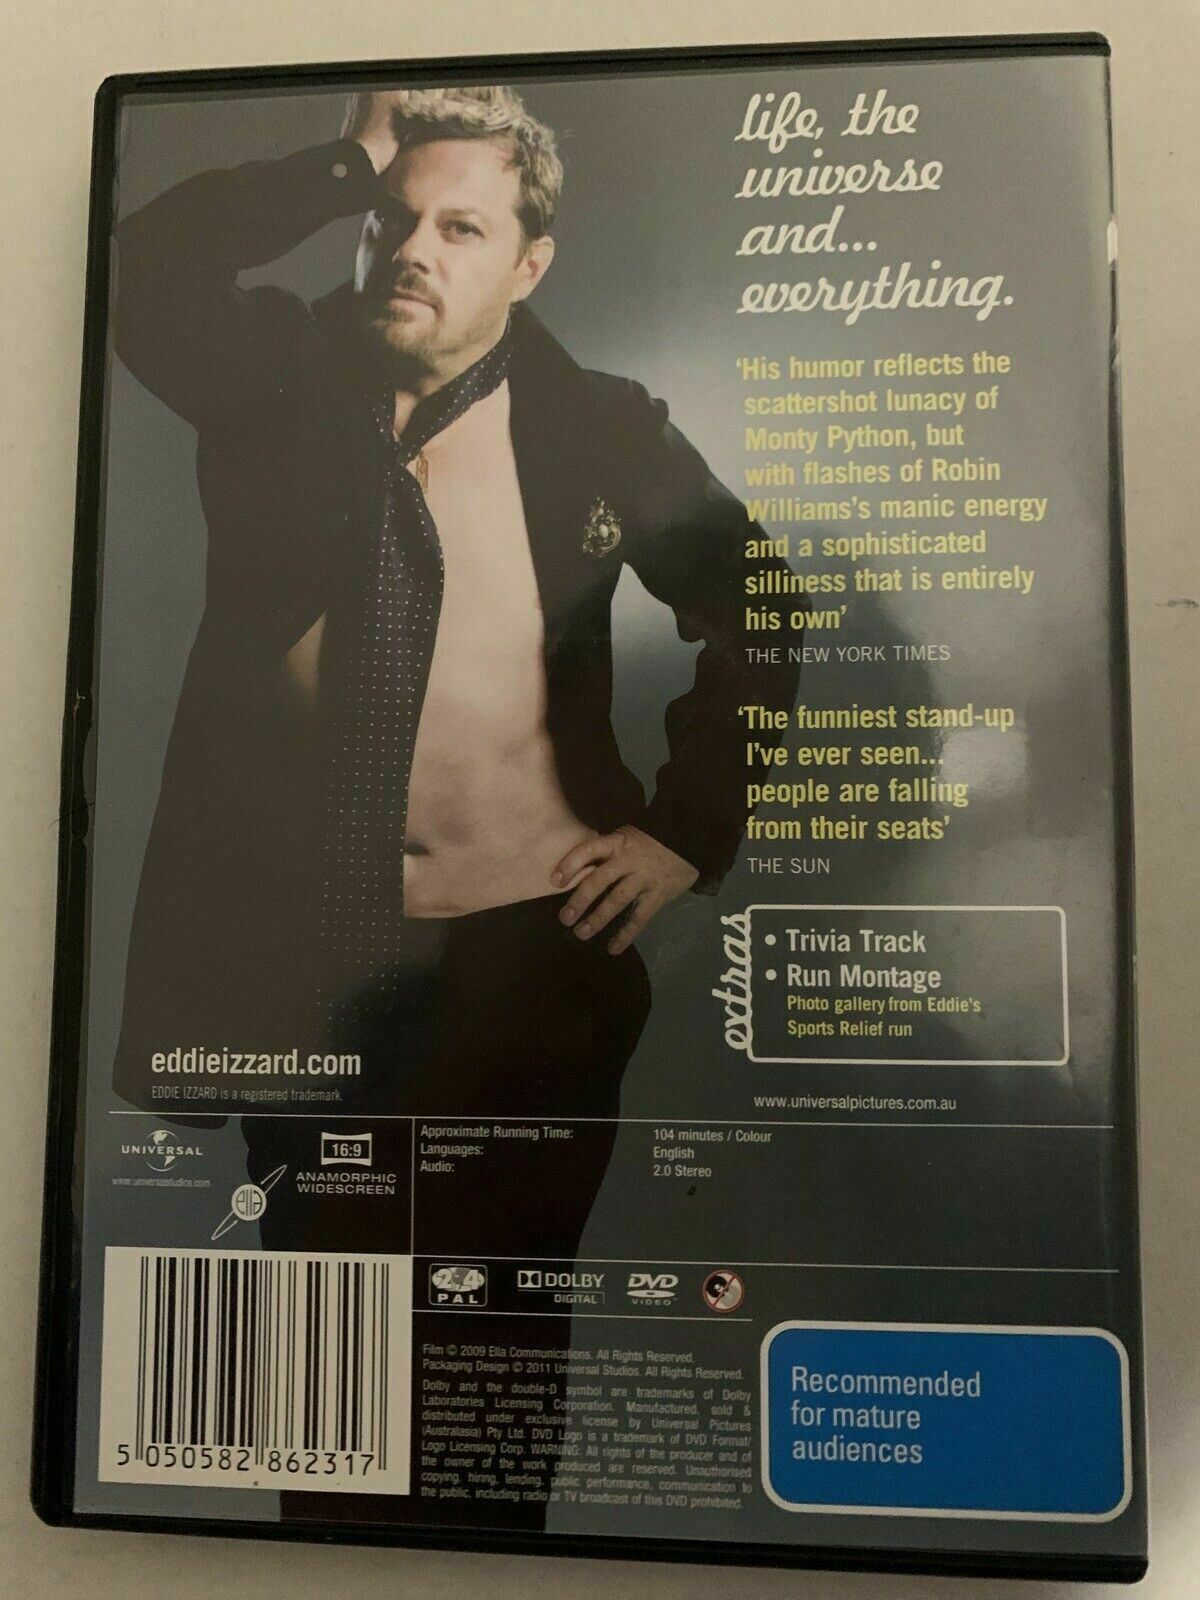 life, the
universe
and...
everything.
‘His humor reflects the
scattershot lunacy of
Monty Python, but
with flashes of Robin
Williams's manic energy
and a sophisticated
silliness that is entirely
his own’
THE NEW YORK TIMES
‘The funniest stand-up
I've ever seen...
people are falling
from their seats’
THE SUN
extras
• Trivia Track
• Run Montage
Photo gallery from Eddie's
Sports Relief run
eddieizzard.com
EDDIE IZZARD is a registered trademark.
www.universalpictures.com.au
UNIVERSAL
www.universalstudios.com
ella
16:9
ANAMORPHIC
WIDESCREEN
Approximate Running Time: 104 minutes / Colour
Languages: English
Audio: 2.0 Stereo
2 4
PAL
DOLBY
DIGITAL
DVD
VIDEO
Film © 2009 Ella Communications. All Rights Reserved.
Packaging Design © 2011 Universal Studios. All Rights Reserved.
Dolby and the double-D symbol are trademarks of Dolby
Laboratories Licensing Corporation. Manufactured, sold &
distributed under exclusive license by Universal Pictures
(Australasia) Pty Ltd. DVD Logo is a trademark of DVD Format/
Logo Licensing Corp. WARNING: All rights of the producer and of
the owner of the work produced are reserved. Unauthorised
copying, hiring, lending, public performance, communication to
the public, including radio or TV broadcast of this DVD prohibited.
5 050582 862317
Recommended
for mature
audiences